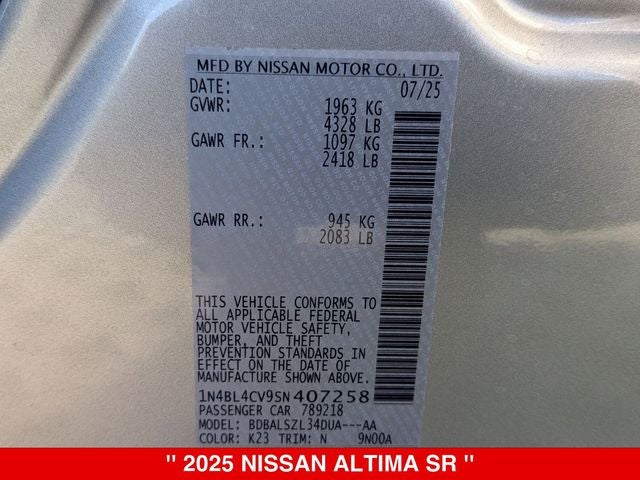 MFD BY NISSAN MOTOR CO., LTD.
DATE: 07/25
GVWR: 1963 KG
4328 LB
GAWR FR.: 1097 KG
2418 LB
GAWR RR.: 945 KG
2083 LB
THIS VEHICLE CONFORMS TO
ALL APPLICABLE FEDERAL
MOTOR VEHICLE SAFETY,
BUMPER, AND THEFT
PREVENTION STANDARDS IN
EFFECT ON THE DATE OF
MANUFACTURE SHOWN ABOVE.
1N4BL4CV9SN407258
PASSENGER CAR 789218
MODEL: BDBALSZL34DUA---AA
COLOR: K23 TRIM: N 9N00A
" 2025 NISSAN ALTIMA SR "